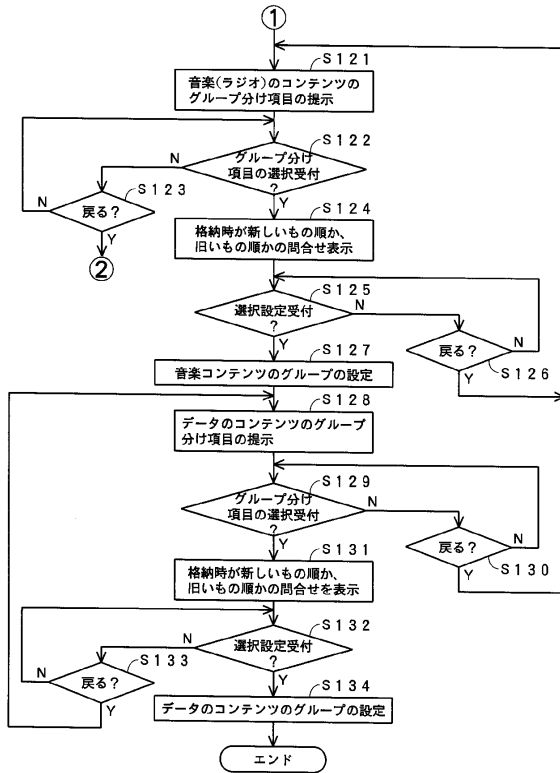 ①
S121
音楽(ラジオ)のコンテンツの
グループ分け項目の提示
S122
グループ分け
項目の選択受付
?
N
Y
S123
戻る?
N
Y
②
S124
格納時が新しいもの順か、
旧いもの順かの問合せ表示
S125
選択設定受付
?
N
Y
戻る?
N
S126
Y
S127
音楽コンテンツのグループの設定
S128
データのコンテンツのグループ
分け項目の提示
S129
グループ分け
項目の選択受付
?
N
Y
戻る?
N
S130
Y
S131
格納時が新しいもの順か、
旧いもの順かの問合せを表示
S132
選択設定受付
?
N
Y
S133
戻る?
N
Y
S134
データのコンテンツのグループの設定
エンド